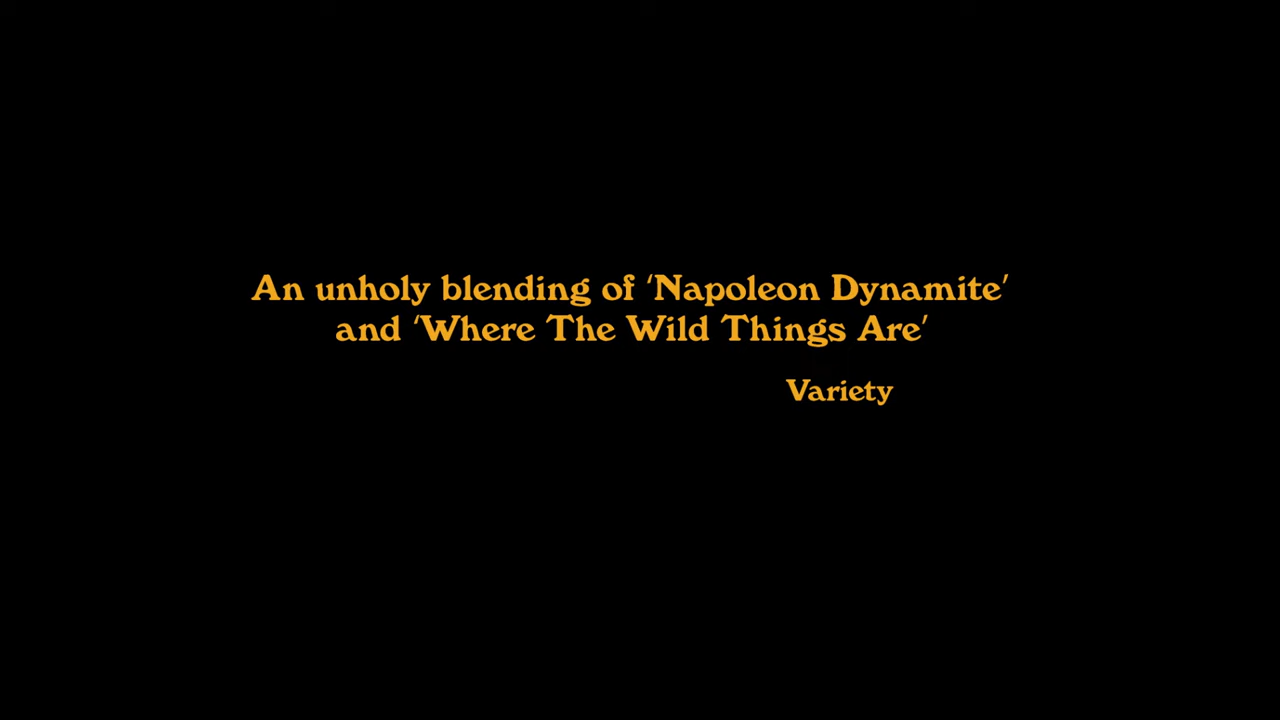 An unholy blending of ‘Napoleon Dynamite’
and ‘Where The Wild Things Are’
Variety